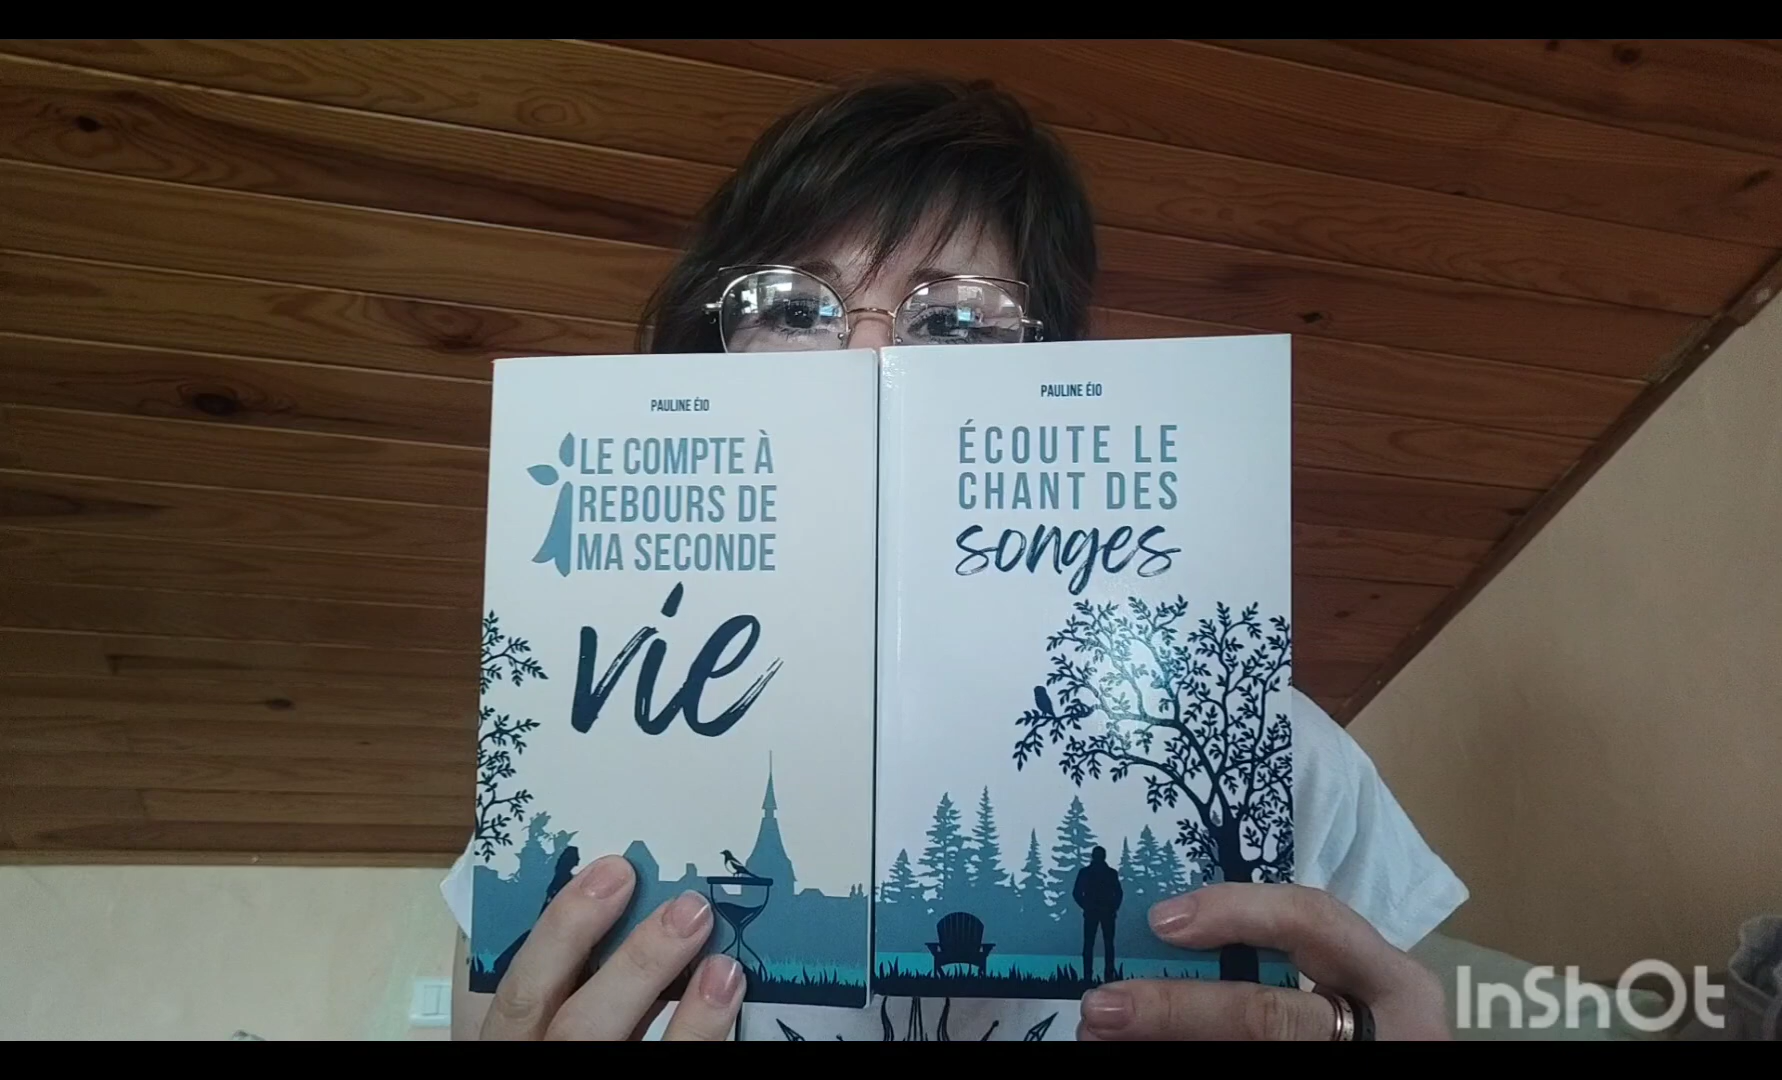 PAULINE ÉIO
LE COMPTE À
REBOURS DE
MA SECONDE
vie
PAULINE ÉIO
ÉCOUTE LE
CHANT DES
songes
InShOt